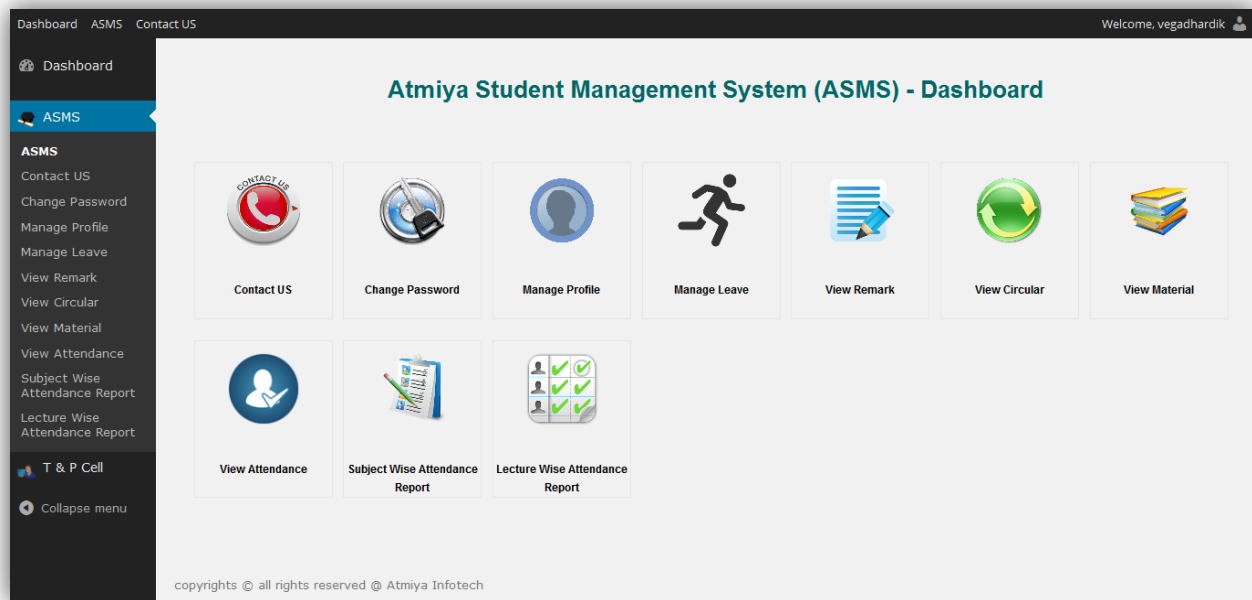 Dashboard ASMS Contact US
Welcome, vegadhardik
Dashboard
ASMS
ASMS
Contact US
Change Password
Manage Profile
Manage Leave
View Remark
View Circular
View Material
View Attendance
Subject Wise
Attendance Report
Lecture Wise
Attendance Report
T & P Cell
Collapse menu
Atmiya Student Management System (ASMS) - Dashboard
CONTACT US
Contact US
Change Password
Manage Profile
Manage Leave
View Remark
View Circular
View Material
View Attendance
Subject Wise Attendance
Report
Lecture Wise Attendance
Report
copyrights © all rights reserved @ Atmiya Infotech